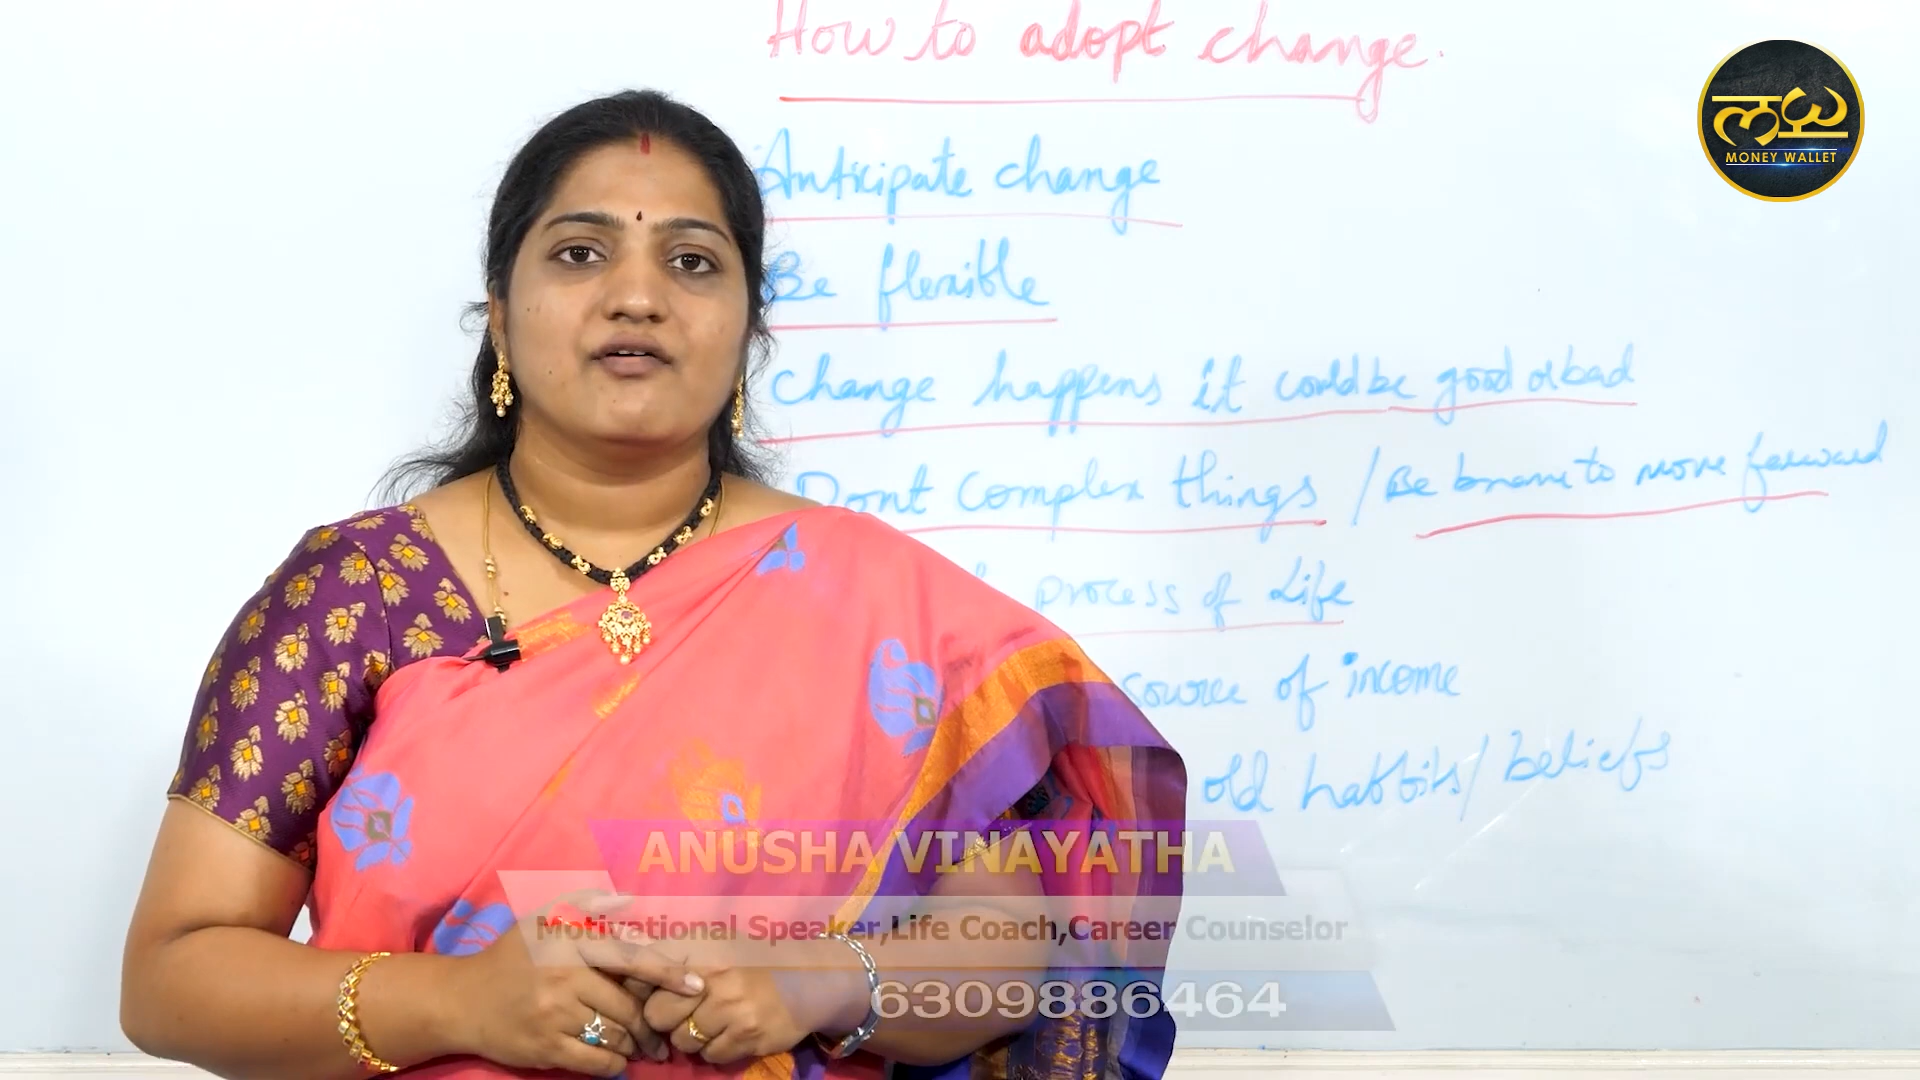 How to adopt change.
MONEY WALLET
Anticipate change
Be flexible
Change happens it could be good or bad
Dont Complex things / Be brave to move forward
process of Life
source of income
old habbits/beliefs
ANUSHA VINAYATHA
Motivational Speaker,Life Coach,Career Counselor
6309886464